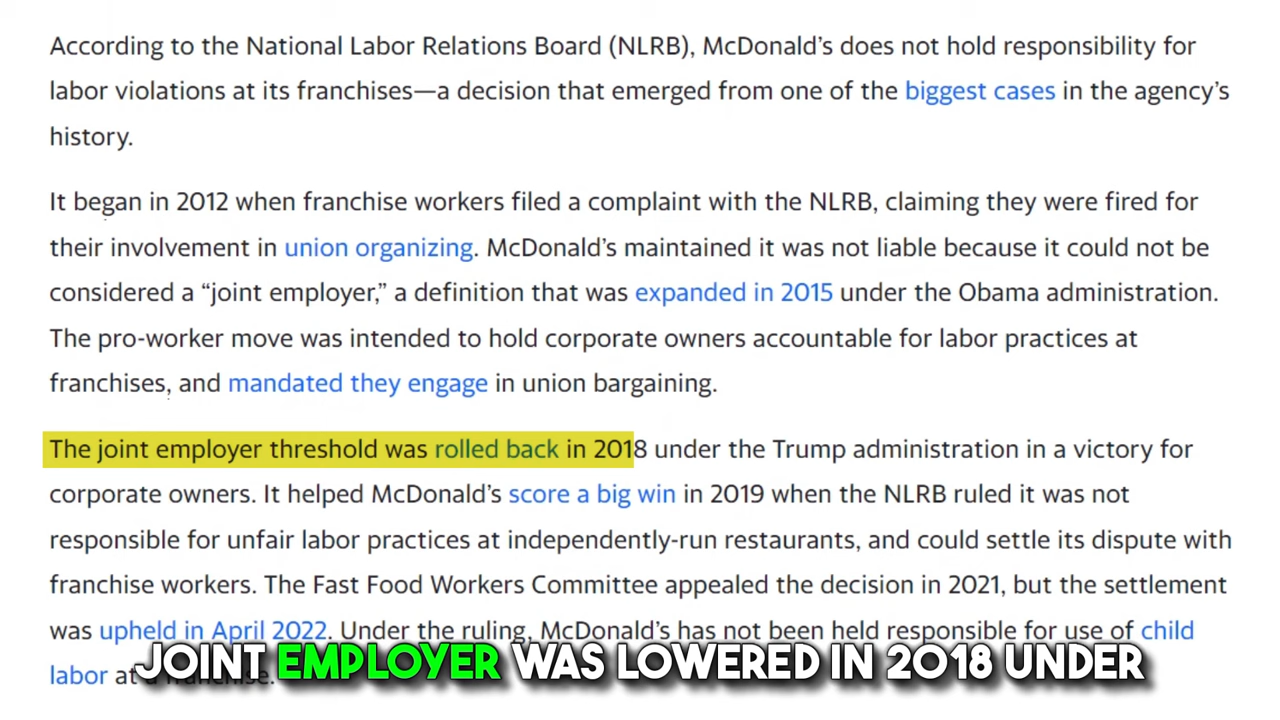 According to the National Labor Relations Board (NLRB), McDonald’s does not hold responsibility for
labor violations at its franchises—a decision that emerged from one of the biggest cases in the agency’s
history.
It began in 2012 when franchise workers filed a complaint with the NLRB, claiming they were fired for
their involvement in union organizing. McDonald’s maintained it was not liable because it could not be
considered a “joint employer,” a definition that was expanded in 2015 under the Obama administration.
The pro-worker move was intended to hold corporate owners accountable for labor practices at
franchises, and mandated they engage in union bargaining.
The joint employer threshold was rolled back in 2018 under the Trump administration in a victory for
corporate owners. It helped McDonald’s score a big win in 2019 when the NLRB ruled it was not
responsible for unfair labor practices at independently-run restaurants, and could settle its dispute with
franchise workers. The Fast Food Workers Committee appealed the decision in 2021, but the settlement
was upheld in April 2022. Under the ruling, McDonald’s has not been held responsible for use of child
labor at a franchise.
JOINT EMPLOYER WAS LOWERED IN 2018 UNDER